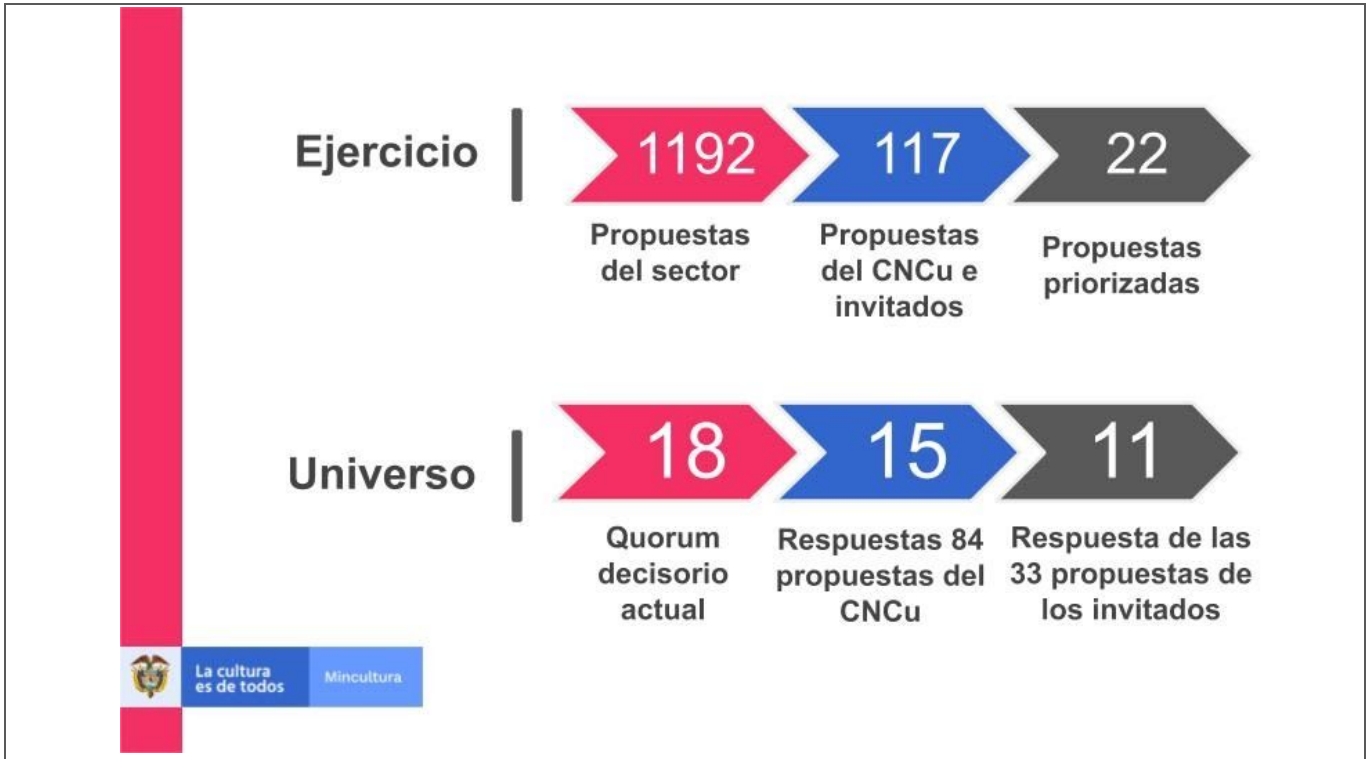 Ejercicio
1192
117
22
Propuestas
del sector
Propuestas
del CNCu e
invitados
Propuestas
priorizadas
Universo
18
15
11
Quorum
decisorio
actual
Respuestas 84
propuestas del
CNCu
Respuesta de las
33 propuestas de
los invitados
La cultura
es de todos
Mincultura